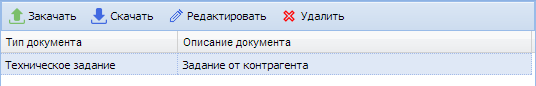 Закачать Скачать Редактировать Удалить
Тип документа Описание документа
Техническое задание Задание от контрагента